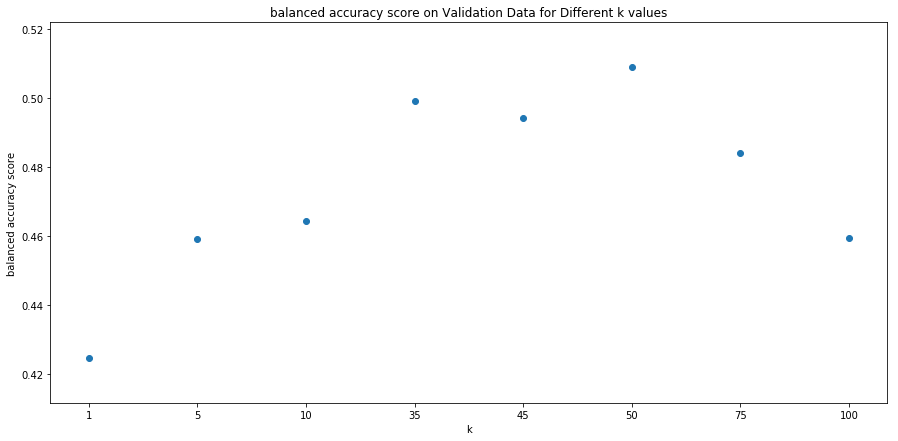 balanced accuracy score on Validation Data for Different k values
0.52
0.50
0.48
0.46
0.44
0.42
balanced accuracy score
1 5 10 35 45 50 75 100
k